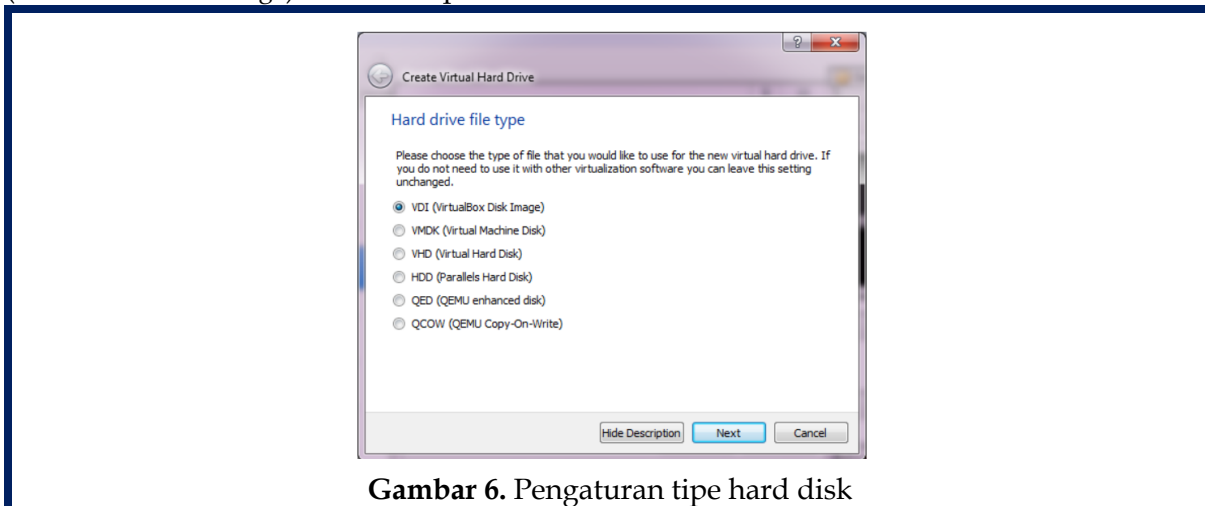 Create Virtual Hard Drive
Hard drive file type
Please choose the type of file that you would like to use for the new virtual hard drive. If
you do not need to use it with other virtualization software you can leave this setting
unchanged.
VDI (VirtualBox Disk Image)
VMDK (Virtual Machine Disk)
VHD (Virtual Hard Disk)
HDD (Parallels Hard Disk)
QED (QEMU enhanced disk)
QCOW (QEMU Copy-On-Write)
Hide Description Next Cancel
Gambar 6. Pengaturan tipe hard disk